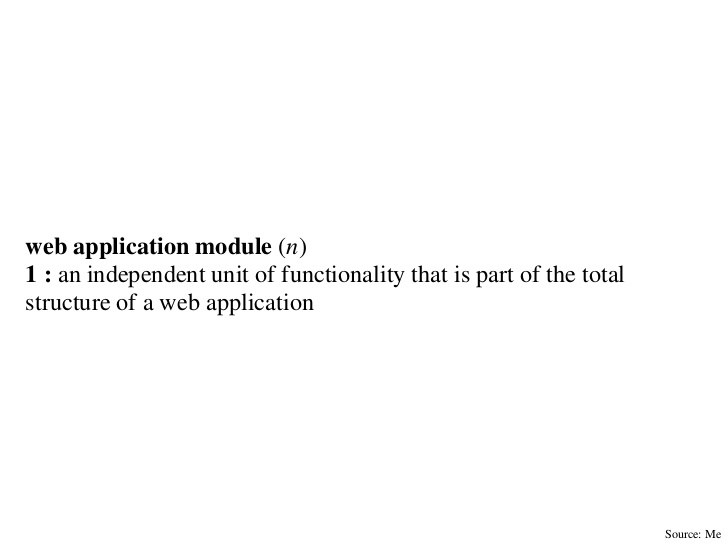 web application module (n)
1 : an independent unit of functionality that is part of the total
structure of a web application
Source: Me